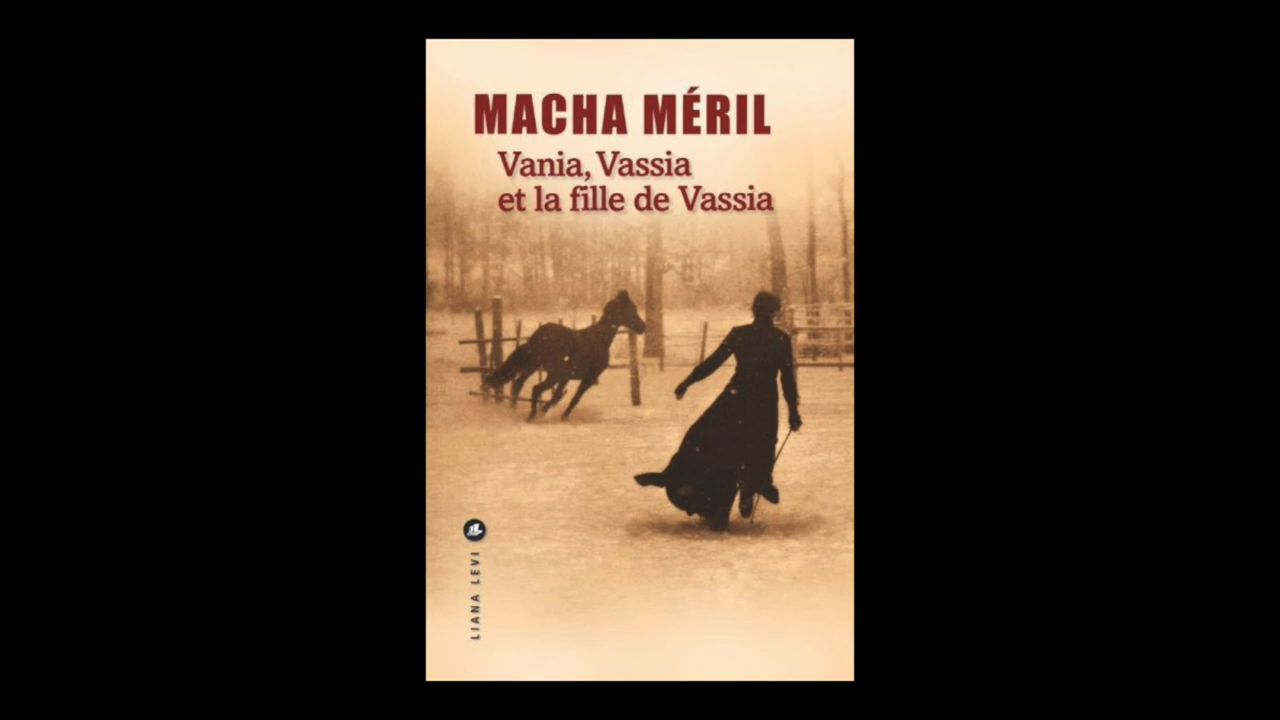 MACHA MÉRIL
Vania, Vassia
et la fille de Vassia
LIANA LEVI